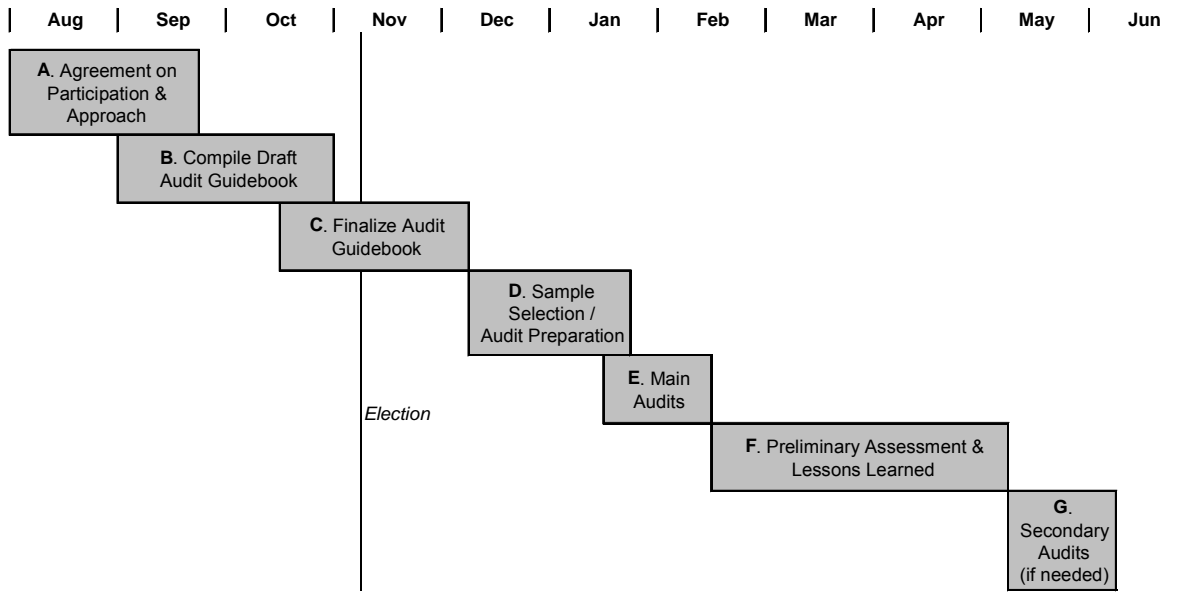 Aug Sep Oct Nov Dec Jan Feb Mar Apr May Jun
A. Agreement on
Participation &
Approach
B. Compile Draft
Audit Guidebook
C. Finalize Audit
Guidebook
D. Sample
Selection /
Audit Preparation
E. Main
Audits
Election
F. Preliminary Assessment &
Lessons Learned
G.
Secondary
Audits
(if needed)